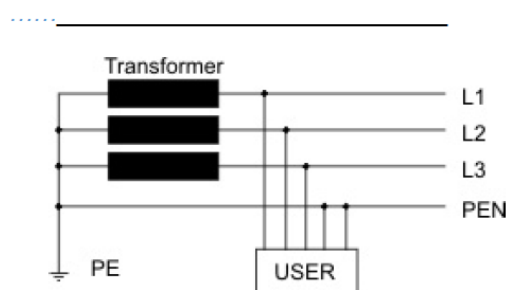 Transformer
L1
L2
L3
PEN
PE
USER